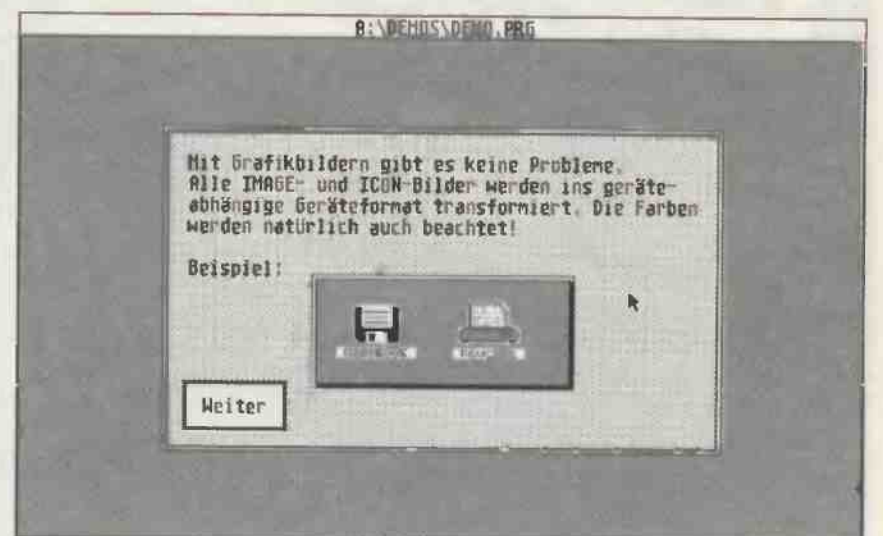 A:\DEMOS\DEMO.PRG
Mit Grafikbildern gibt es keine Probleme.
Alle IMAGE- und ICON-Bilder werden ins geräte-
abhängige Geräteformat transformiert. Die Farben
werden natürlich auch beachtet!
Beispiel:
Weiter